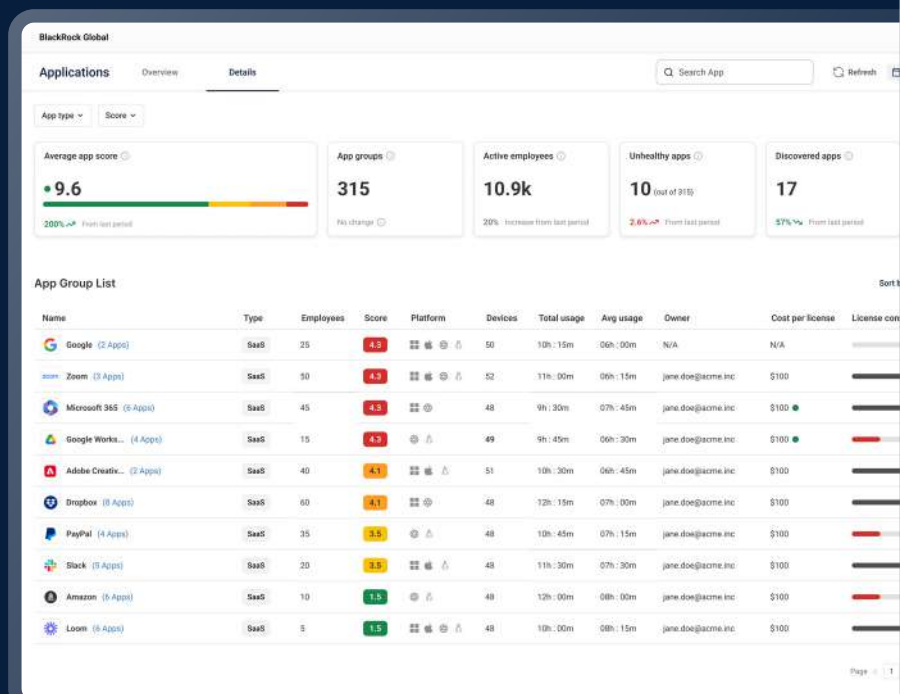 BlackRock Global
Applications Overview Details Search App Refresh
App type Score
Average app score App groups Active employees Unhealthy apps Discovered apps
9.6 315 10.9k 10 (out of 315) 17
200% From last period No change 20% Increase from last period 2.6% From last period 57% From last period
App Group List Sort b
Name Type Employees Score Platform Devices Total usage Avg usage Owner Cost per license License con
Google (2 Apps) SaaS 25 4.3 50 10h : 15m 06h : 00m N/A N/A
zoom Zoom (3 Apps) SaaS 50 4.3 52 11h : 00m 06h : 15m jane.doe@acme.inc $100
Microsoft 365 (6 Apps) SaaS 45 4.3 48 9h : 30m 07h : 45m jane.doe@acme.inc $100
Google Works... (4 Apps) SaaS 15 4.3 49 9h : 45m 06h : 30m jane.doe@acme.inc $100
Adobe Creativ... (2 Apps) SaaS 40 4.1 51 10h : 30m 06h : 45m jane.doe@acme.inc $100
Dropbox (8 Apps) SaaS 60 4.1 48 12h : 15m 07h : 00m jane.doe@acme.inc $100
PayPal (4 Apps) SaaS 35 3.5 48 10h : 45m 07h : 15m jane.doe@acme.inc $100
Slack (5 Apps) SaaS 20 3.5 48 11h : 30m 07h : 30m jane.doe@acme.inc $100
Amazon (6 Apps) SaaS 10 1.5 48 12h : 00m 08h : 00m jane.doe@acme.inc $100
Loom (6 Apps) SaaS 5 1.5 48 10h : 00m 08h : 15m jane.doe@acme.inc $100
Page 1